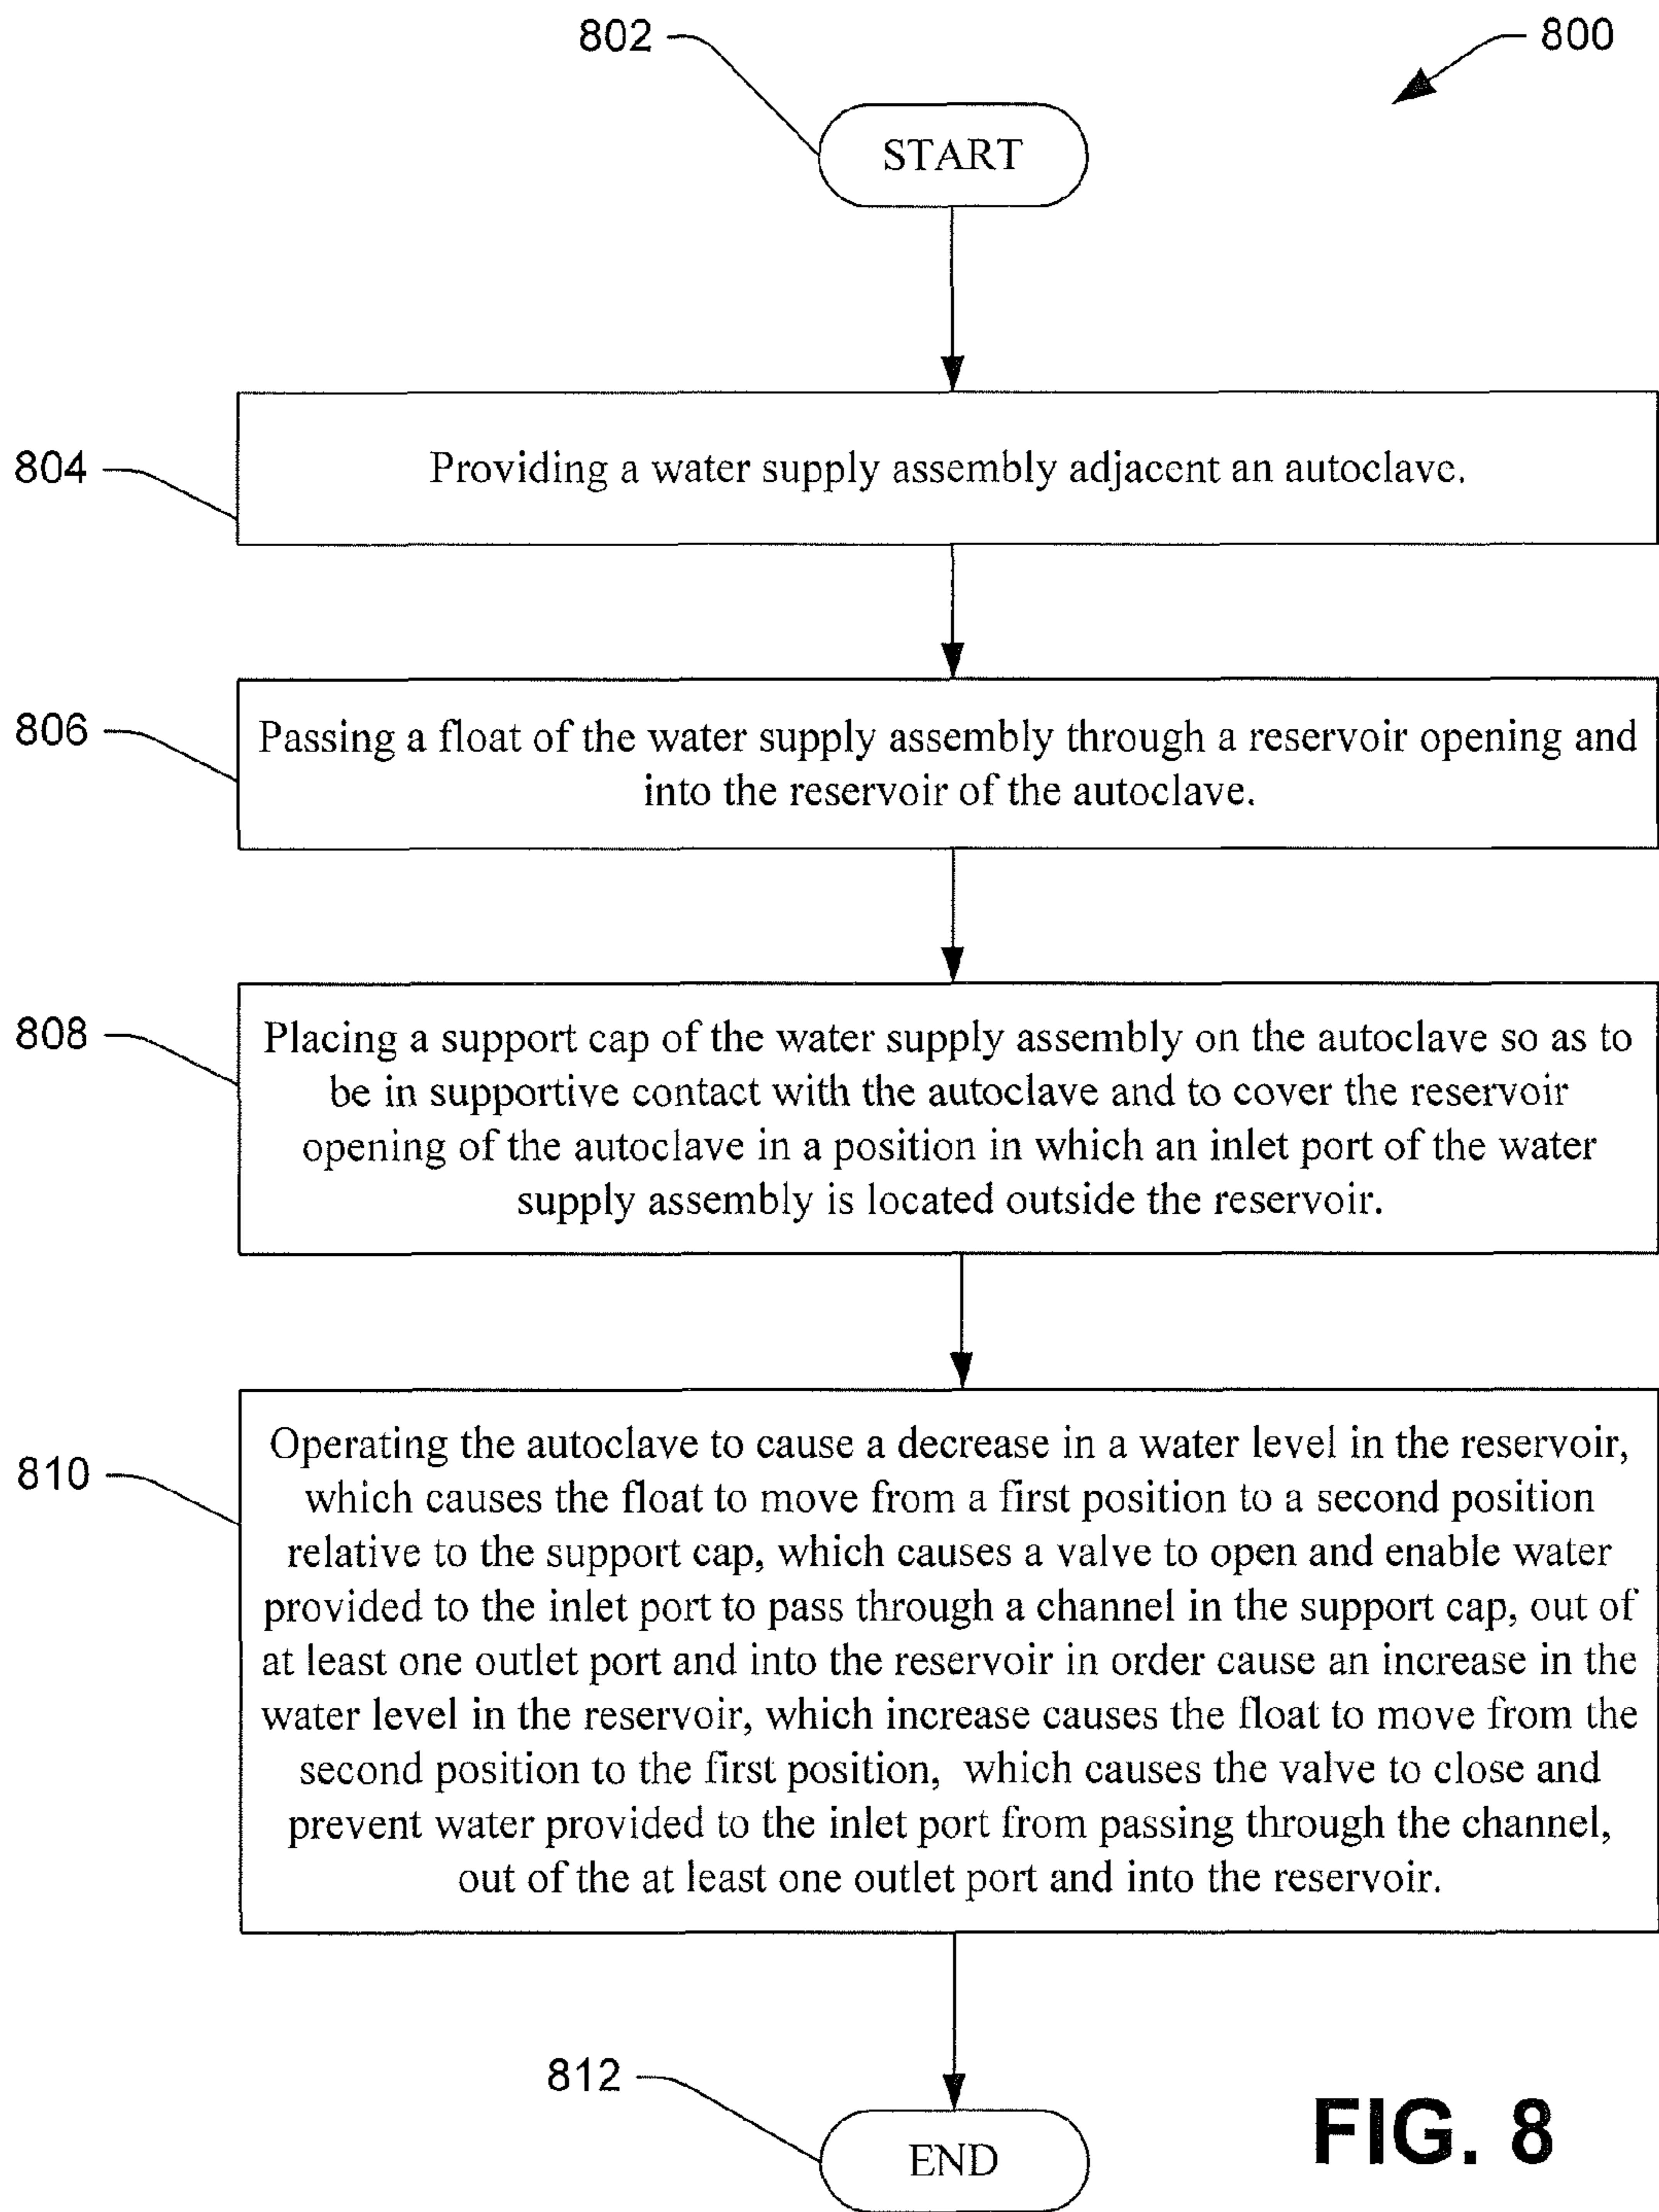 802
800
START
804
Providing a water supply assembly adjacent an autoclave.
806
Passing a float of the water supply assembly through a reservoir opening and
into the reservoir of the autoclave.
808
Placing a support cap of the water supply assembly on the autoclave so as to
be in supportive contact with the autoclave and to cover the reservoir
opening of the autoclave in a position in which an inlet port of the water
supply assembly is located outside the reservoir.
810
Operating the autoclave to cause a decrease in a water level in the reservoir,
which causes the float to move from a first position to a second position
relative to the support cap, which causes a valve to open and enable water
provided to the inlet port to pass through a channel in the support cap, out of
at least one outlet port and into the reservoir in order cause an increase in the
water level in the reservoir, which increase causes the float to move from the
second position to the first position, which causes the valve to close and
prevent water provided to the inlet port from passing through the channel,
out of the at least one outlet port and into the reservoir.
812
END
FIG. 8